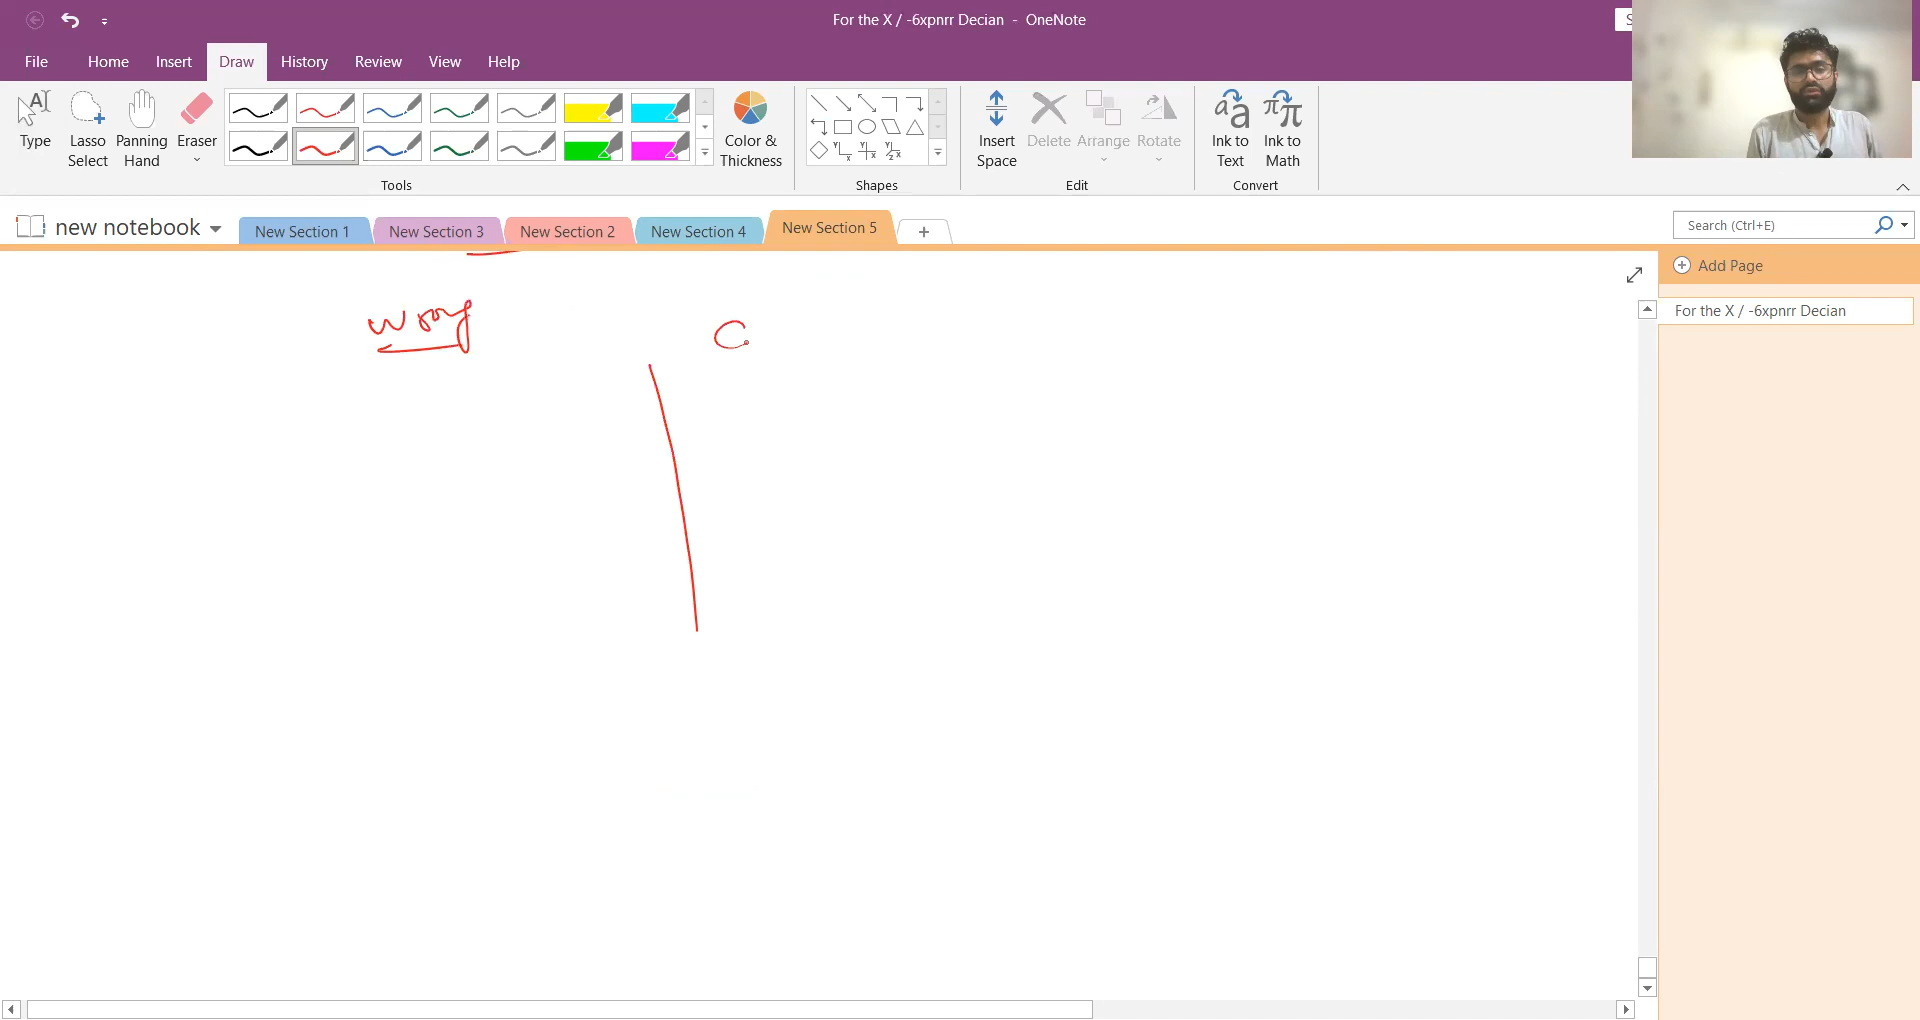 For the X / -6xpnrr Decian - OneNote
S
File Home Insert Draw History Review View Help
Type
Lasso Select
Panning Hand
Eraser
Color & Thickness
Insert Space
Delete
Arrange
Rotate
Ink to Text
Ink to Math
Tools
Shapes
Edit
Convert
new notebook
New Section 1
New Section 3
New Section 2
New Section 4
New Section 5
Search (Ctrl+E)
Add Page
For the X / -6xpnrr Decian
wrong
C